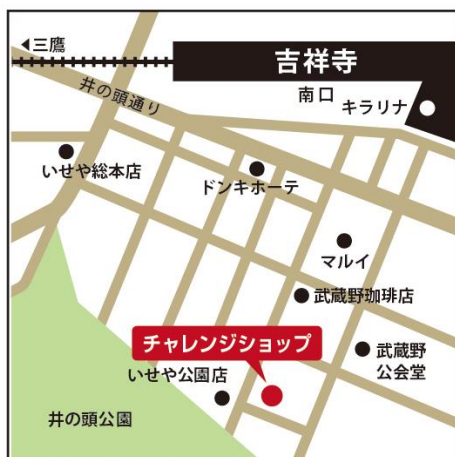 ◀三鷹
吉祥寺
南口
キラリナ
井の頭通り
いせや総本店
ドンキホーテ
マルイ
武蔵野珈琲店
チャレンジショップ
武蔵野
公会堂
いせや公園店
井の頭公園